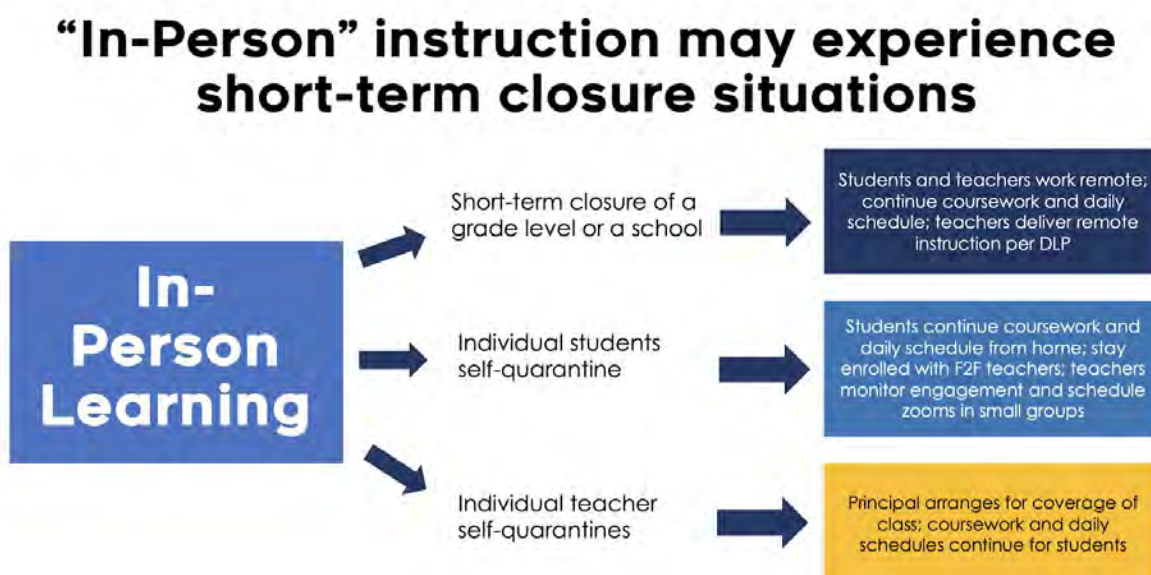 “In-Person” instruction may experience
short-term closure situations
In-
Person
Learning
Short-term closure of a
grade level or a school
Students and teachers work remote;
continue coursework and daily
schedule; teachers deliver remote
instruction per DLP
Individual students
self-quarantine
Students continue coursework and
daily schedule from home; stay
enrolled with F2F teachers; teachers
monitor engagement and schedule
zooms in small groups
Individual teacher
self-quarantines
Principal arranges for coverage of
class; coursework and daily
schedules continue for students